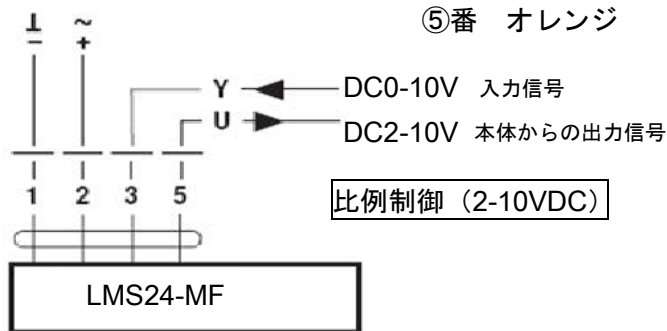 ⑤番　オレンジ
⊥ ~
− +
Y DC0-10V 入力信号
U DC2-10V 本体からの出力信号
1 2 3 5
比例制御（2-10VDC）
LMS24-MF